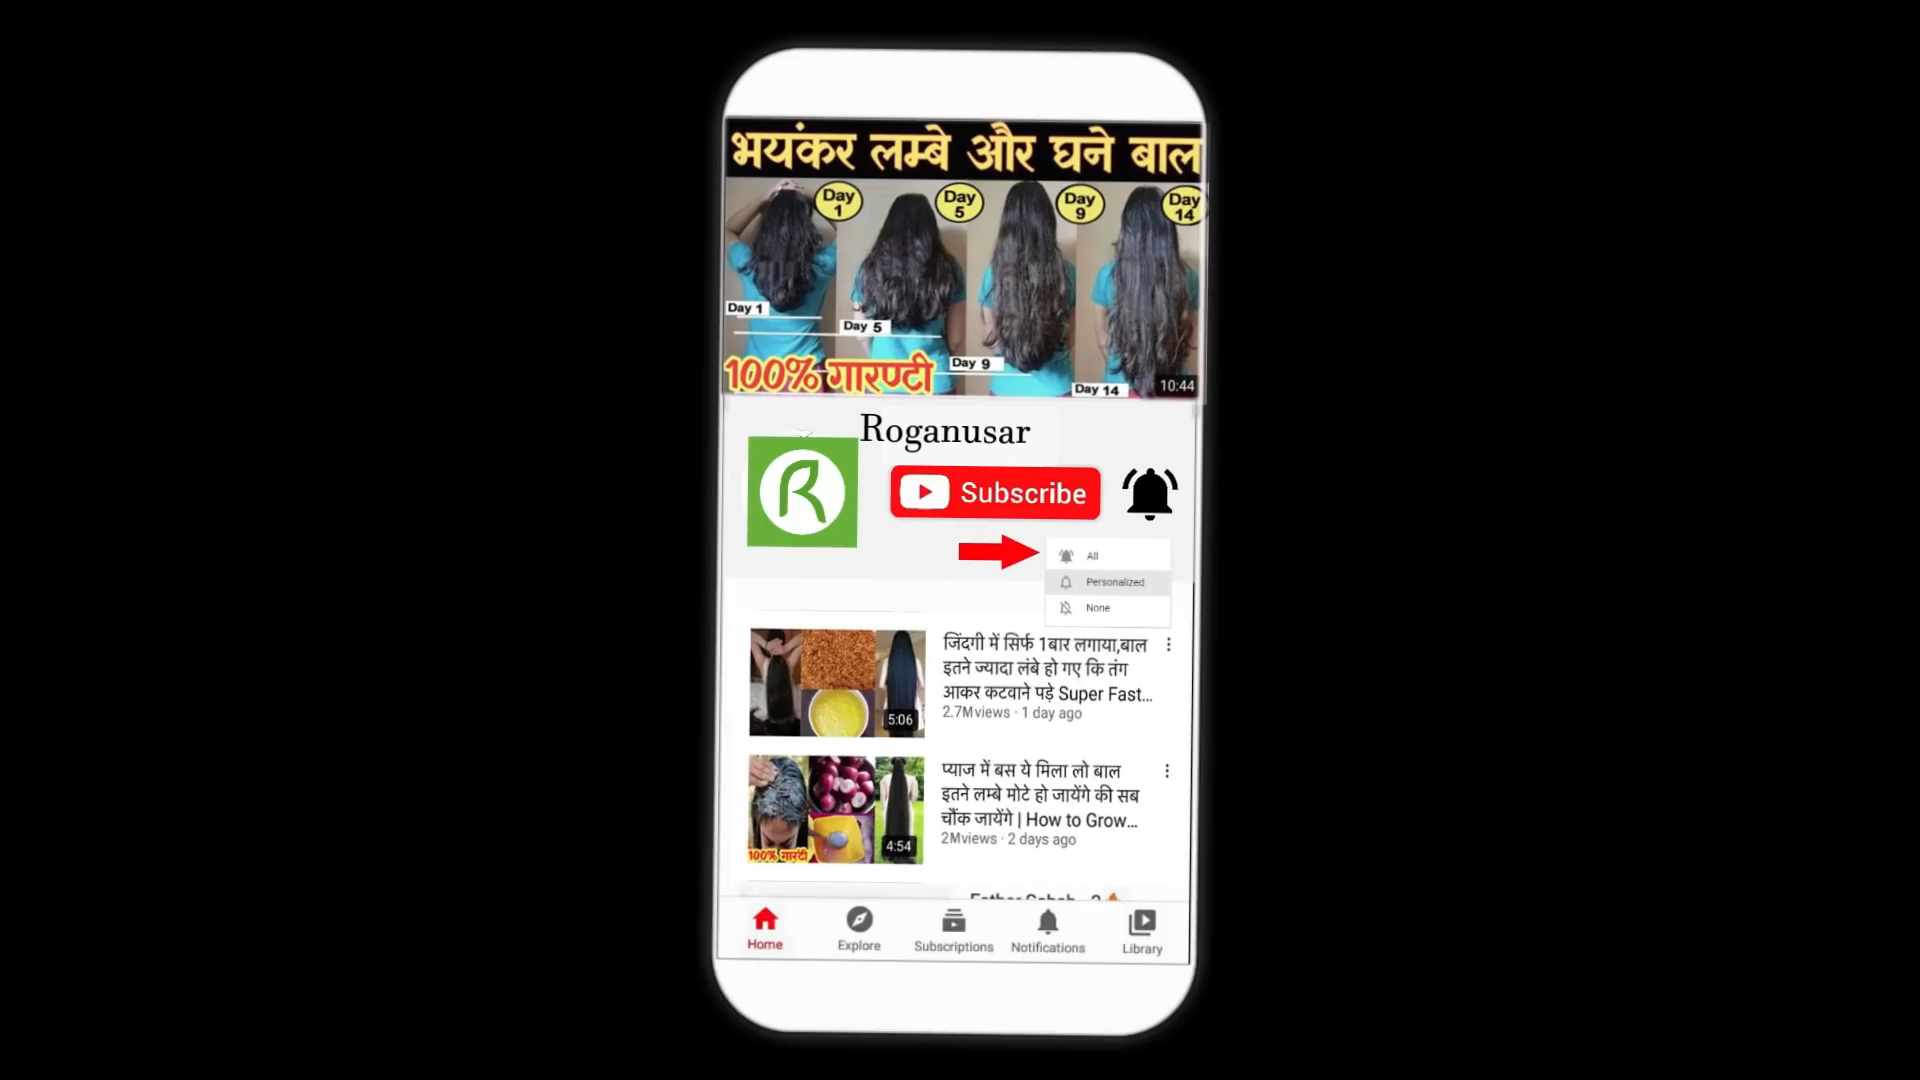 भयंकर लम्बे और घने बाल
Day 1
Day 5
Day 9
Day 14
Day 1
Day 5
Day 9
Day 14
100% गारण्टी
10:44
Roganusar
Subscribe
All
Personalized
None
जिंदगी में सिर्फ 1बार लगाया,बाल
इतने ज्यादा लंबे हो गए कि तंग
आकर कटवाने पड़े Super Fast...
2.7Mviews · 1 day ago
5:06
प्याज में बस ये मिला लो बाल
इतने लम्बे मोटे हो जायेंगे की सब
चौंक जायेंगे | How to Grow...
2Mviews · 2 days ago
4:54
100% गारंटी
Home
Explore
Subscriptions
Notifications
Library